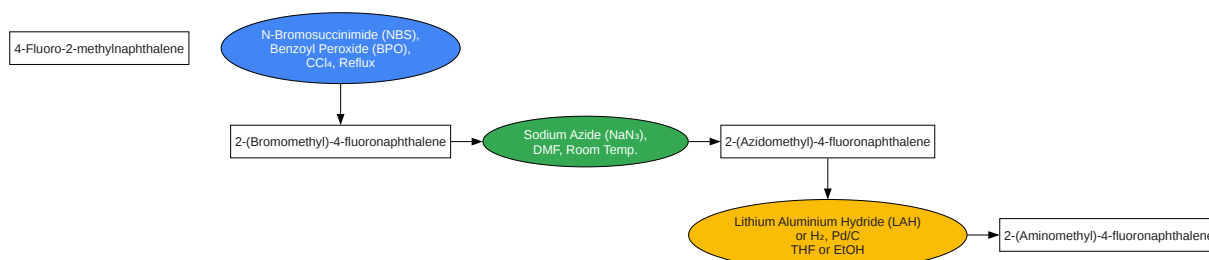 4-Fluoro-2-methylnaphthalene
N-Bromosuccinimide (NBS),
Benzoyl Peroxide (BPO),
CCl₄, Reflux
2-(Bromomethyl)-4-fluoronaphthalene
Sodium Azide (NaN₃),
DMF, Room Temp.
2-(Azidomethyl)-4-fluoronaphthalene
Lithium Aluminium Hydride (LAH)
or H₂, Pd/C
THF or EtOH
2-(Aminomethyl)-4-fluoronaphthalene